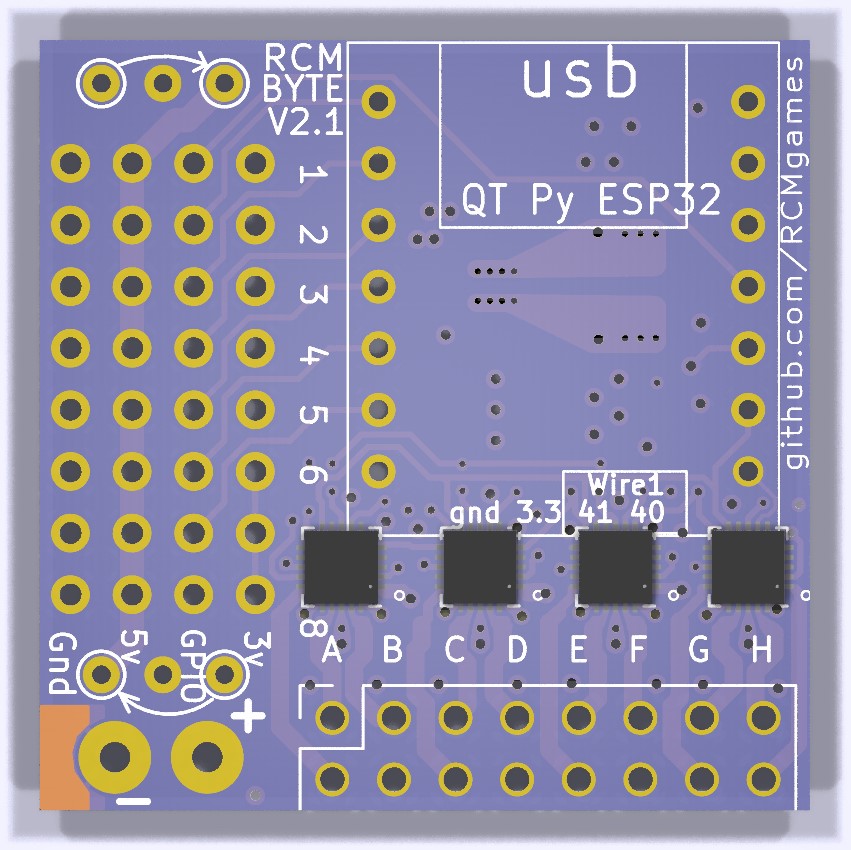 RCM
BYTE
V2.1
usb
QT Py ESP32
github.com/RCMgames
1
2
3
4
5
6
Wire1
gnd 3.3 41 40
8
A B C D E F G H
Gnd
5v
GPIO
3v
+
-